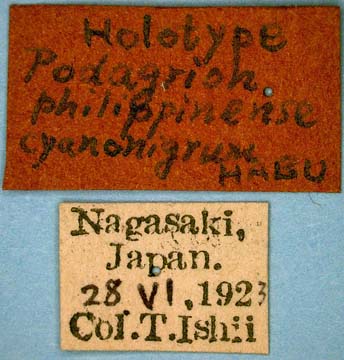 Holotype
Podagrion
philippinense
cyanonigrum
HABU
Nagasaki,
Japan.
28 VI, 1923
Col.T.Ishii